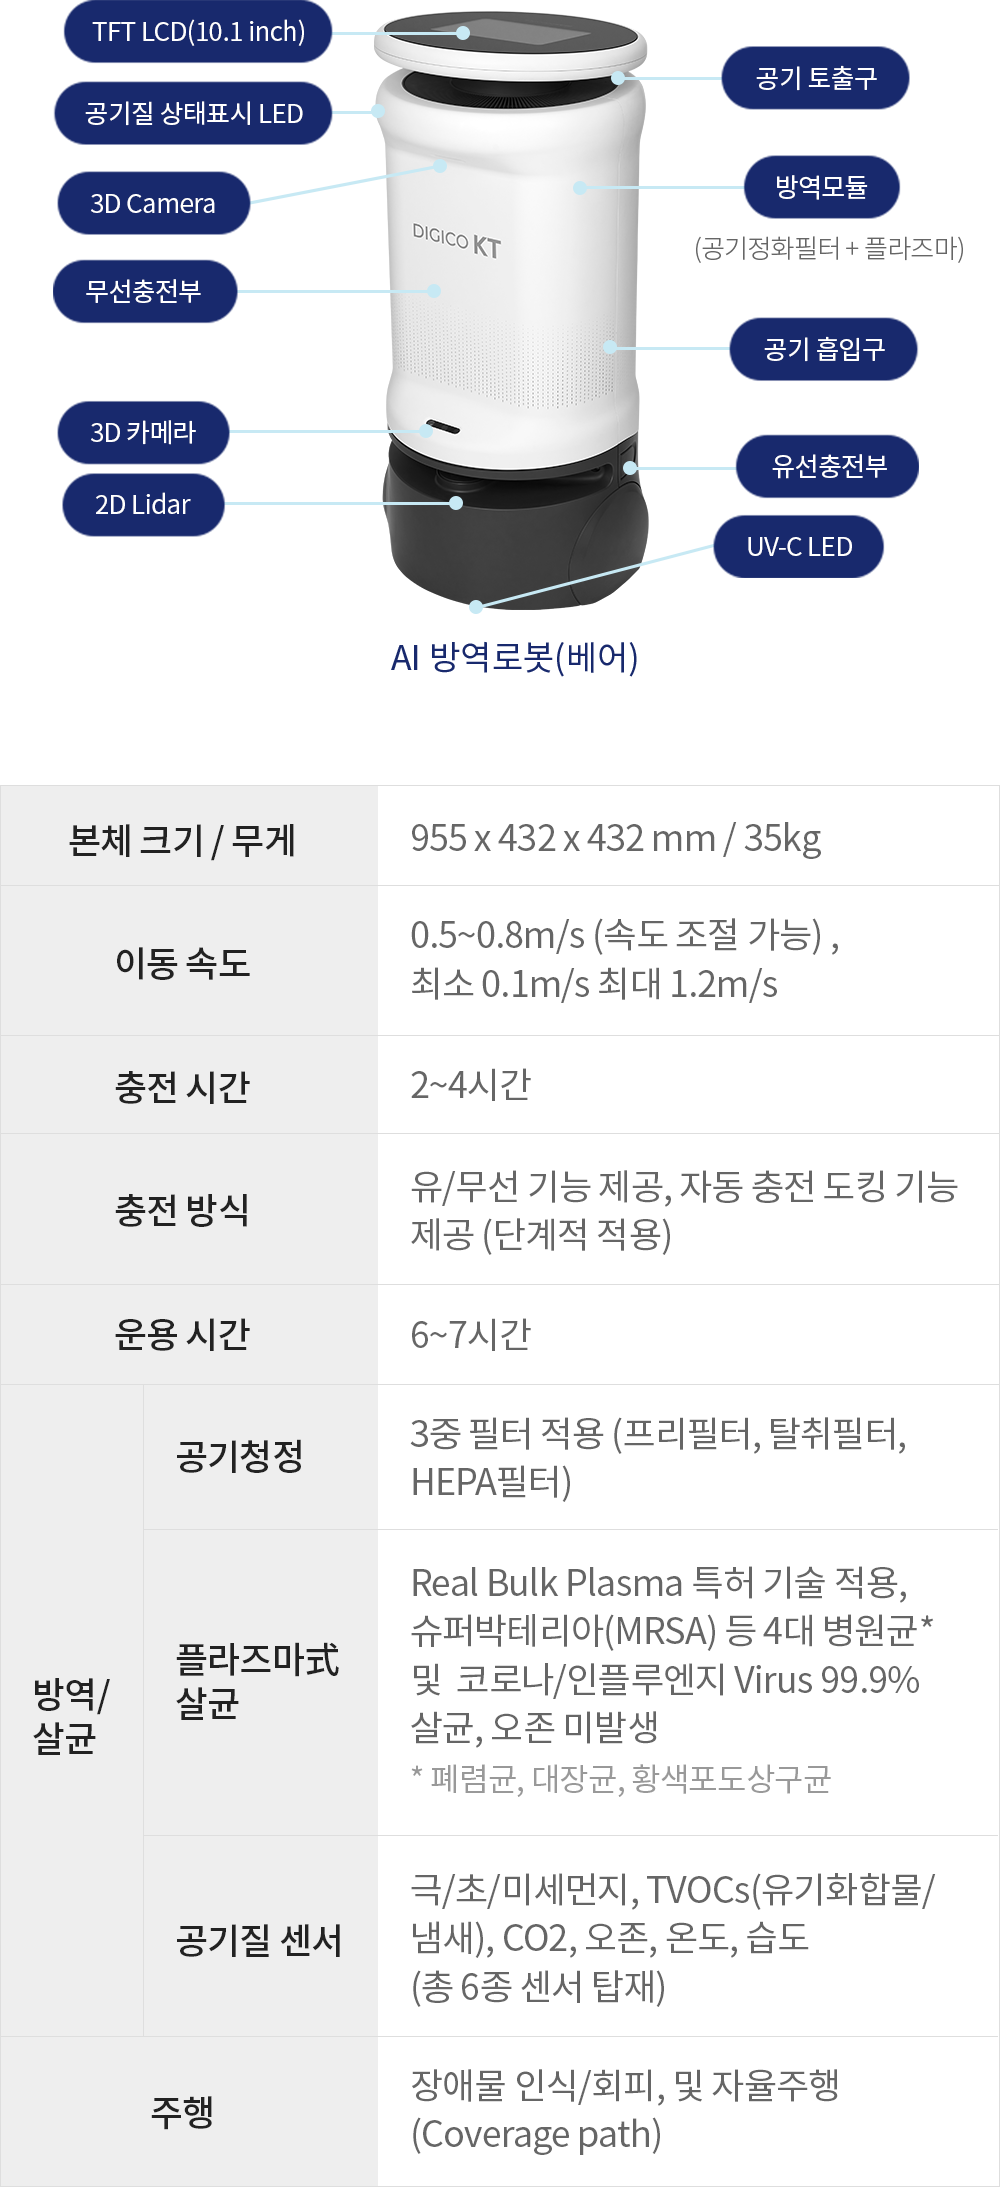 TFT LCD(10.1 inch)
공기 토출구
공기질 상태표시 LED
3D Camera
방역모듈
(공기정화필터 + 플라즈마)
DIGICO KT
무선충전부
공기 흡입구
3D 카메라
유선충전부
2D Lidar
UV-C LED
AI 방역로봇(베어)
본체 크기 / 무게
955 x 432 x 432 mm / 35kg
이동 속도
0.5~0.8m/s (속도 조절 가능) ,
최소 0.1m/s 최대 1.2m/s
충전 시간
2~4시간
충전 방식
유/무선 기능 제공, 자동 충전 도킹 기능
제공 (단계적 적용)
운용 시간
6~7시간
방역/
살균
공기청정
3중 필터 적용 (프리필터, 탈취필터,
HEPA필터)
플라즈마式
살균
Real Bulk Plasma 특허 기술 적용,
슈퍼박테리아(MRSA) 등 4대 병원균*
및 코로나/인플루엔지 Virus 99.9%
살균, 오존 미발생
* 폐렴균, 대장균, 황색포도상구균
공기질 센서
극/초/미세먼지, TVOCs(유기화합물/
냄새), CO2, 오존, 온도, 습도
(총 6종 센서 탑재)
주행
장애물 인식/회피, 및 자율주행
(Coverage path)